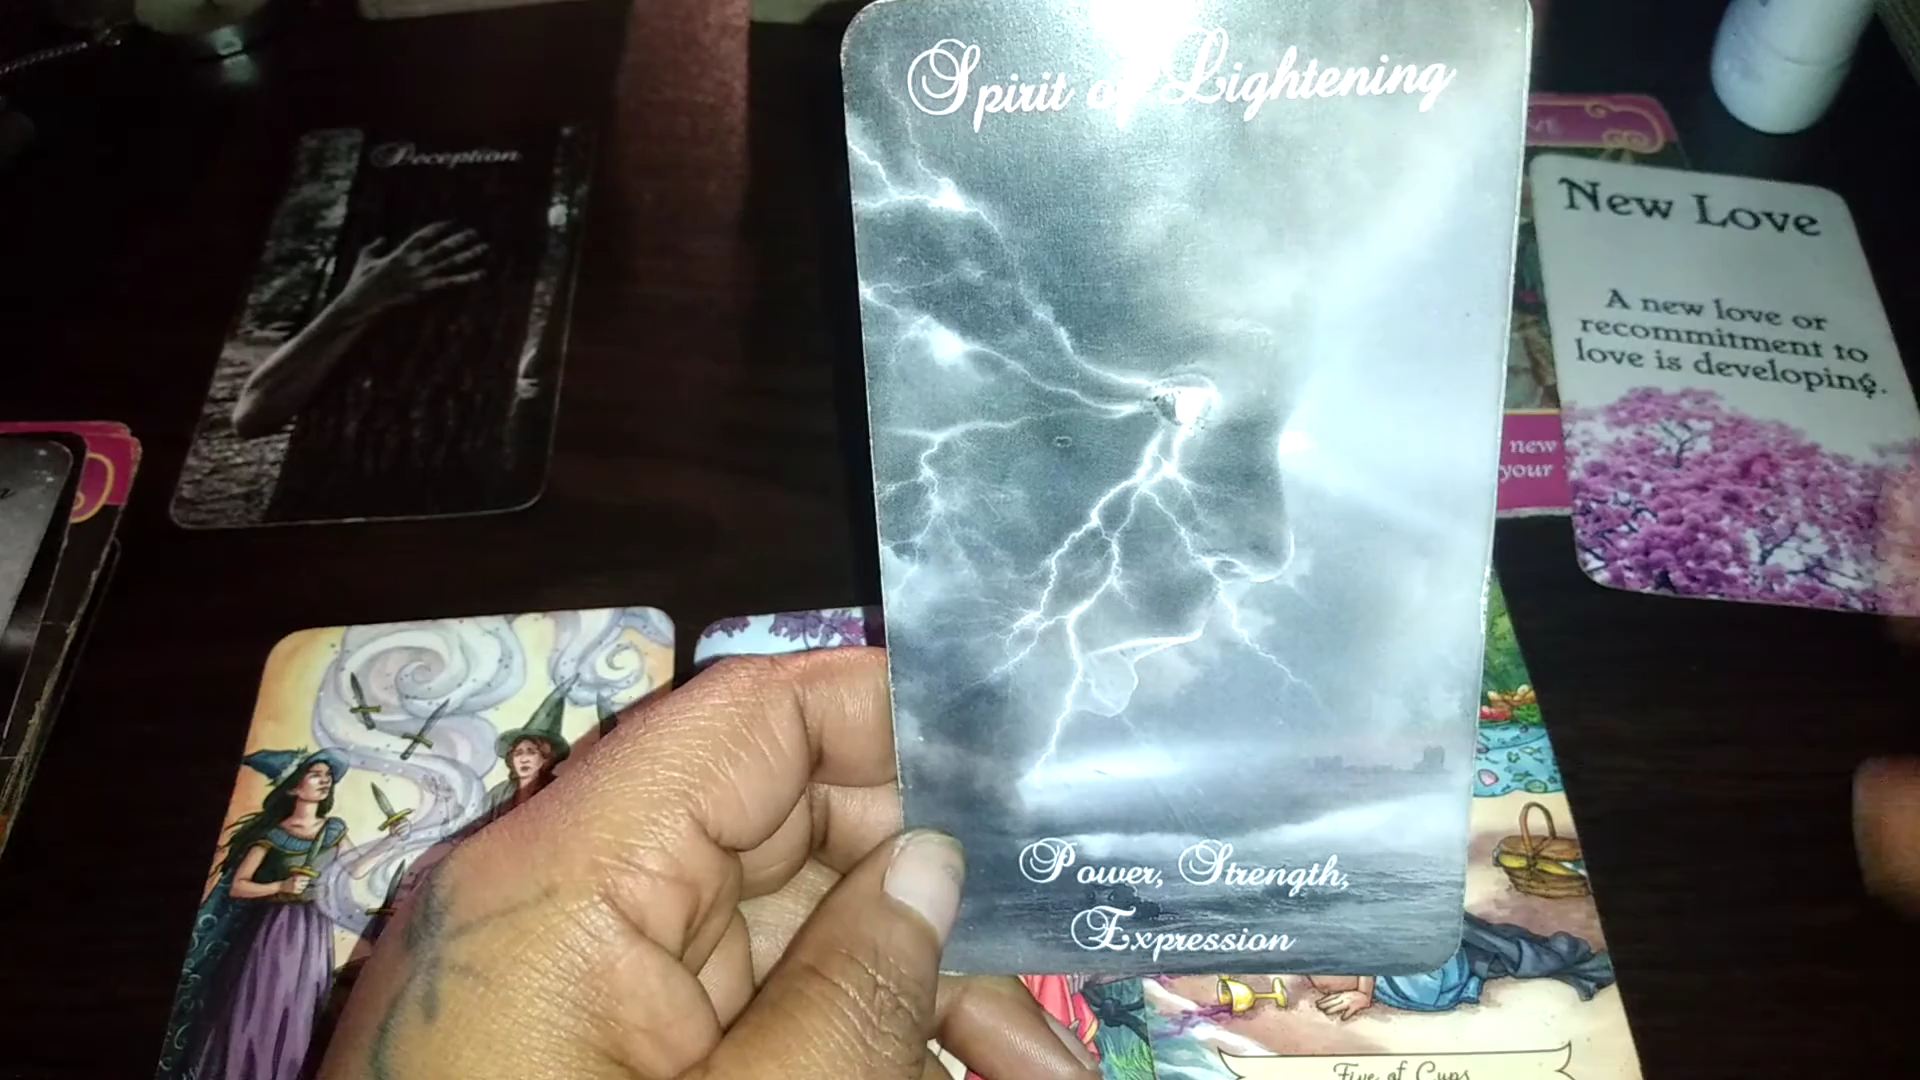 Spirit of Lightening
Power, Strength,
Expression
Deception
New Love
A new love or
recommitment to
love is developing.
new
your
Five of Cups